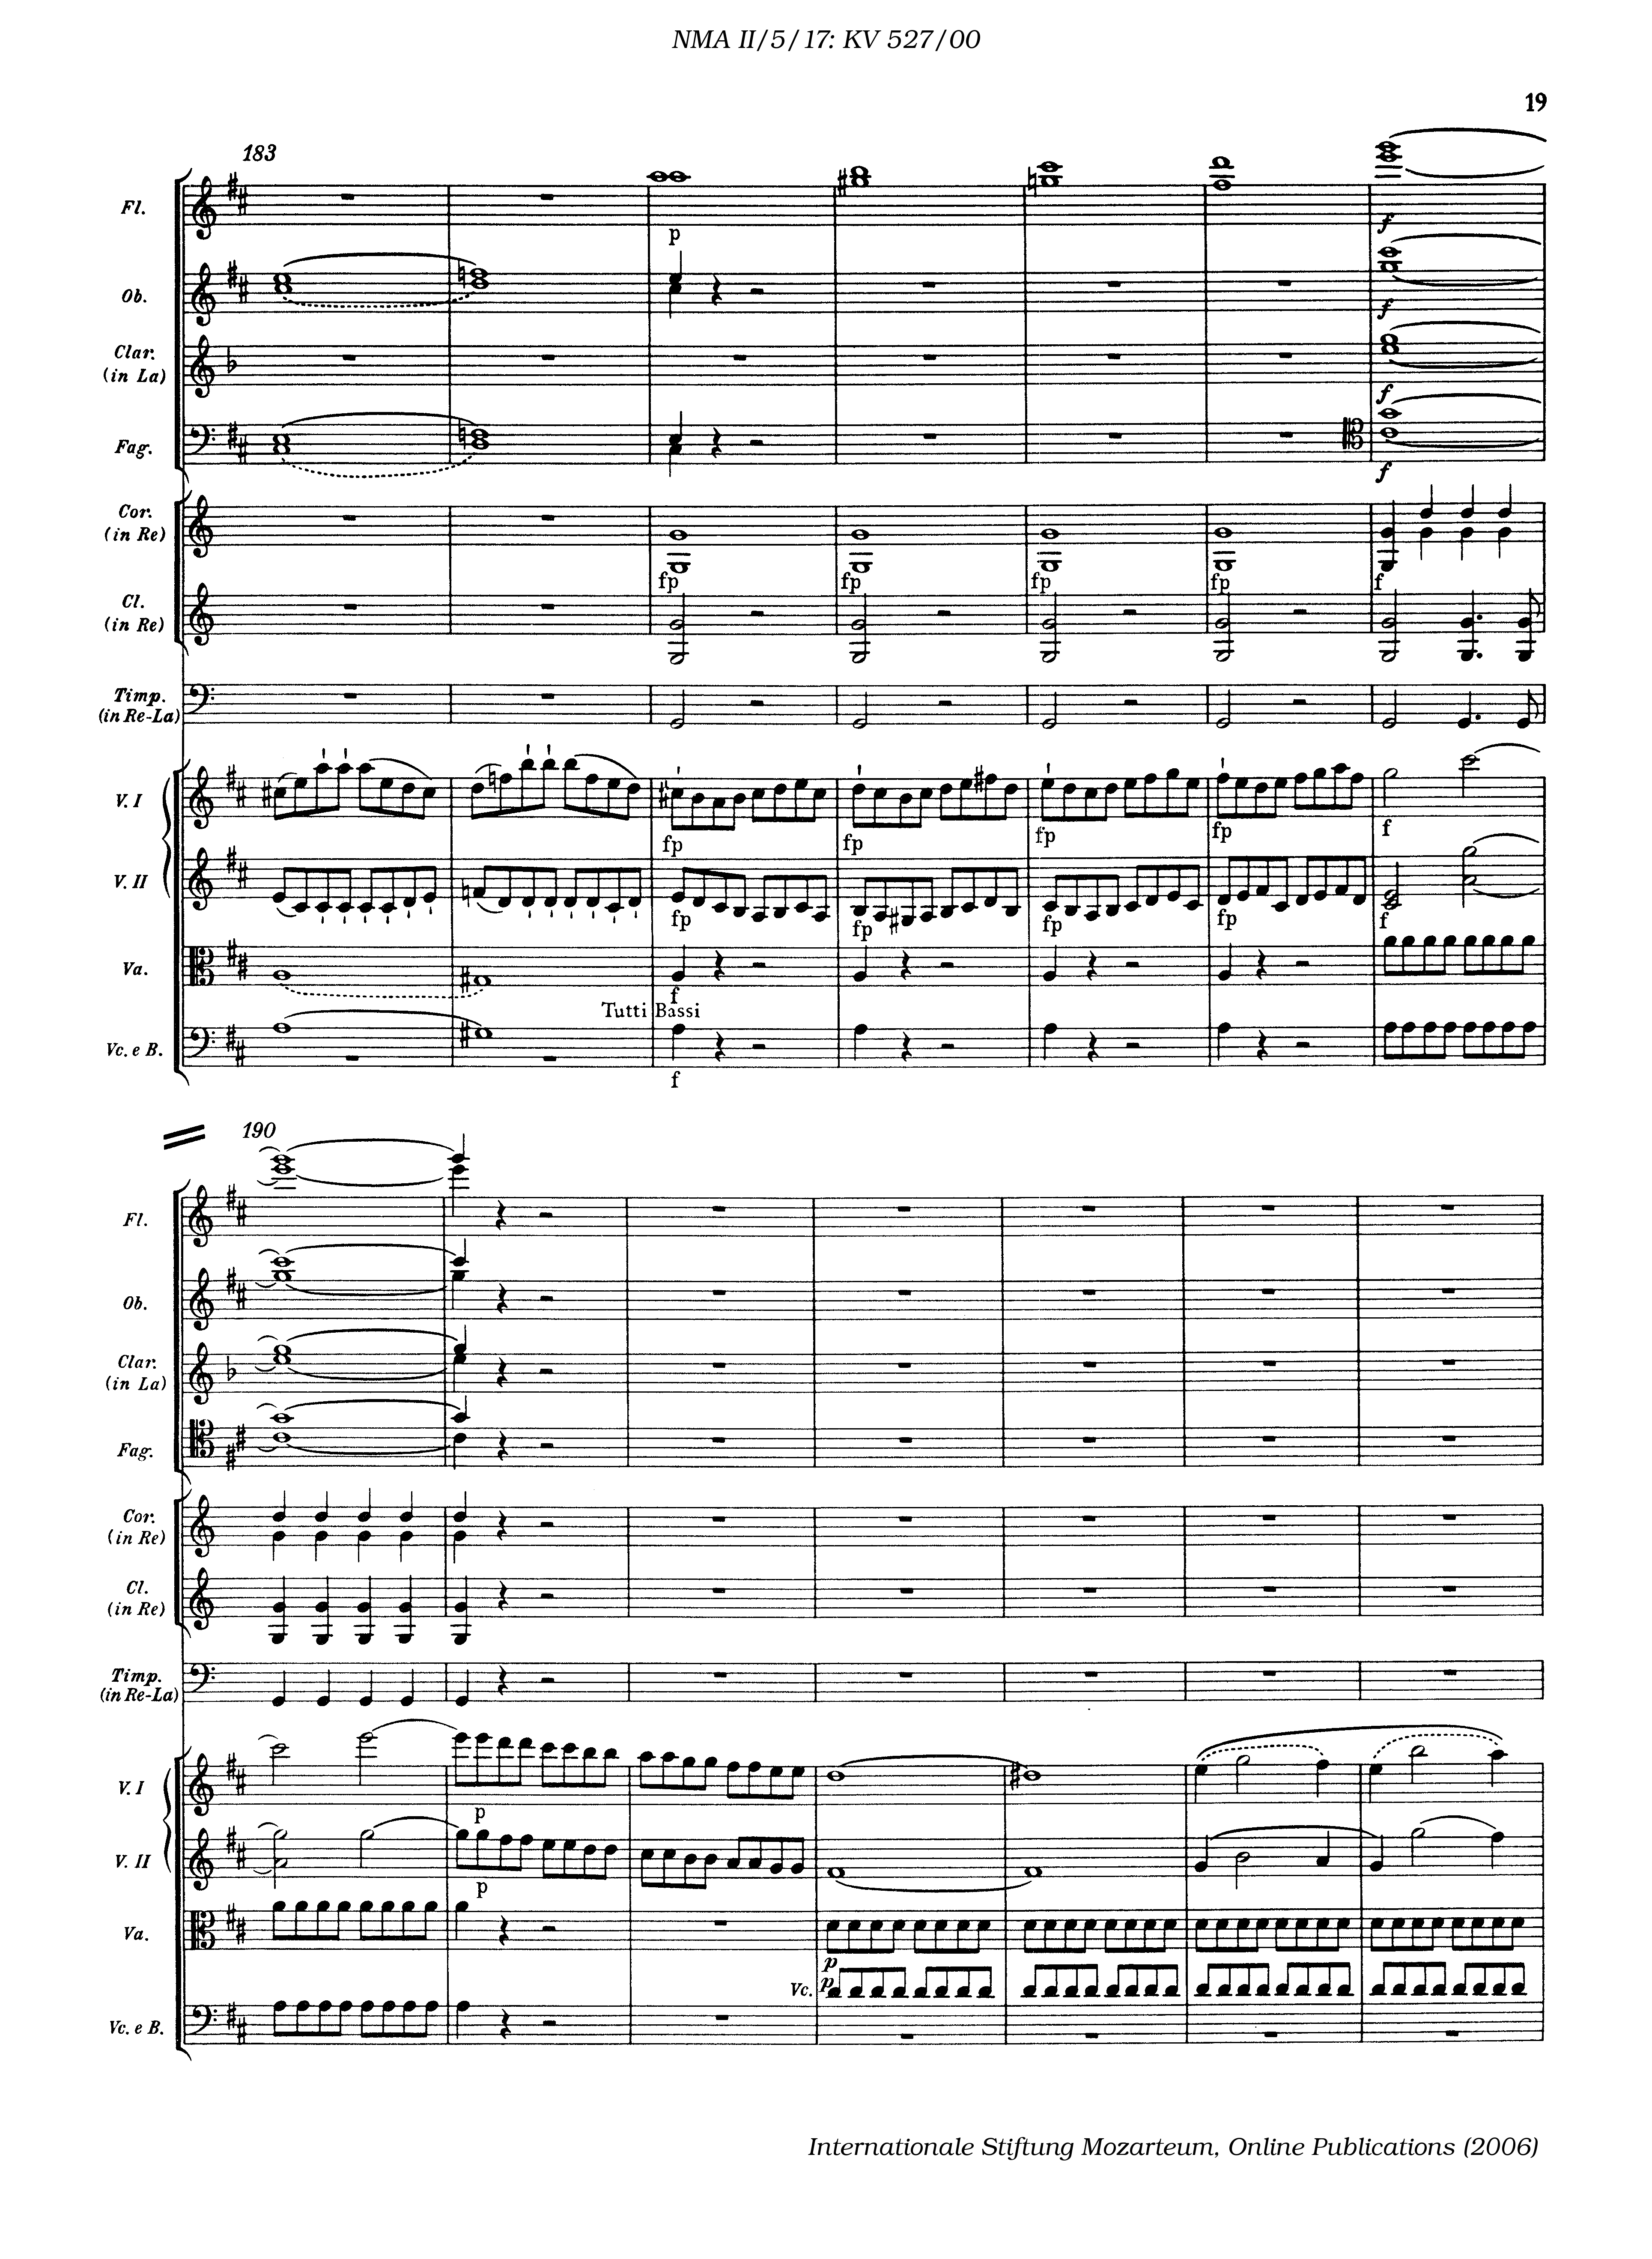 NMA II/5/17: KV 527/00
19
183
Fl.
p
f
Ob.
f
Clar.
(in La)
f
Fag.
f
Cor.
(in Re)
fp fp fp fp f
Cl.
(in Re)
Timp.
(in Re-La)
V. I
fp fp fp fp f
V. II
fp fp fp fp f
Va.
f
Tutti Bassi
Vc. e B.
f
190
Fl.
Ob.
Clar.
(in La)
Fag.
Cor.
(in Re)
Cl.
(in Re)
Timp.
(in Re-La)
V. I
p
V. II
p
Va.
p
Vc. p
Vc. e B.
Internationale Stiftung Mozarteum, Online Publications (2006)